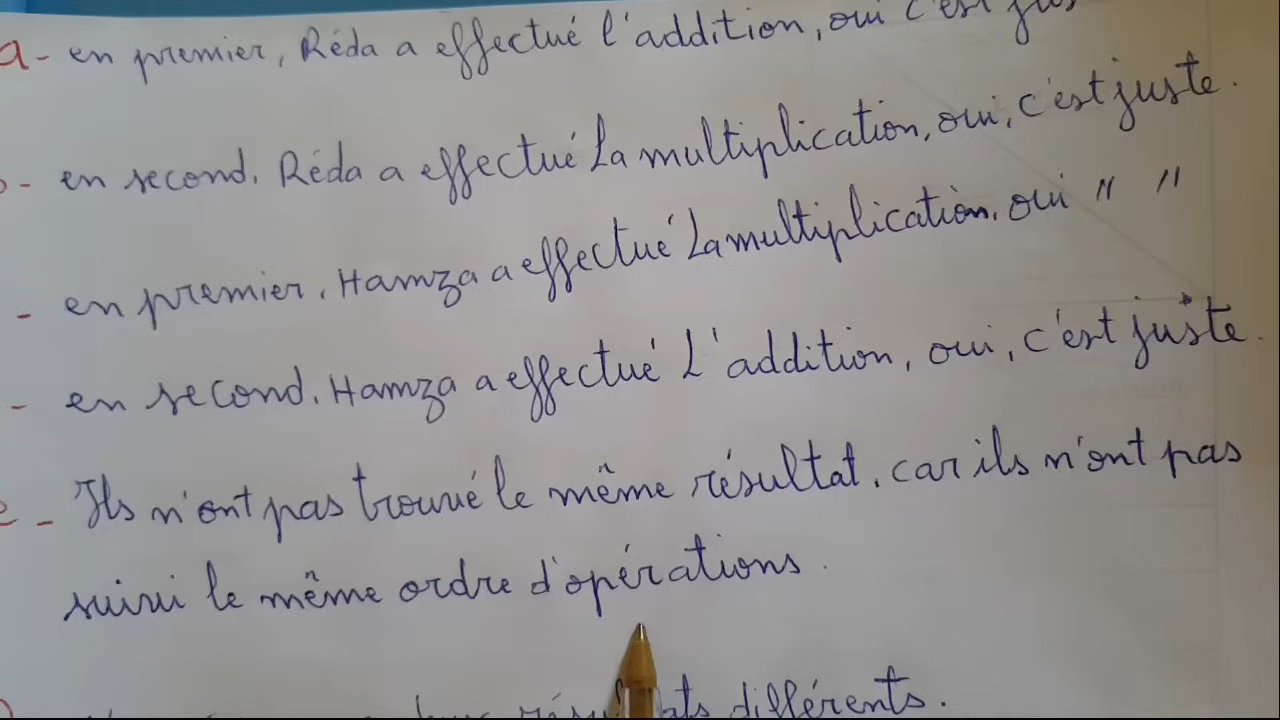 a- en premier, Réda a effectué l'addition, oui c'est
- en second. Réda a effectué La multiplication, oui, c'est juste.
- en premier. Hamza a effectué La multiplication. oui " "
- en second. Hamza a effectué L'addition, oui, c'est juste.
e- Ils n'ont pas trouvé le même résultat. car ils n'ont pas
suivi le même ordre d'opérations.
différents.